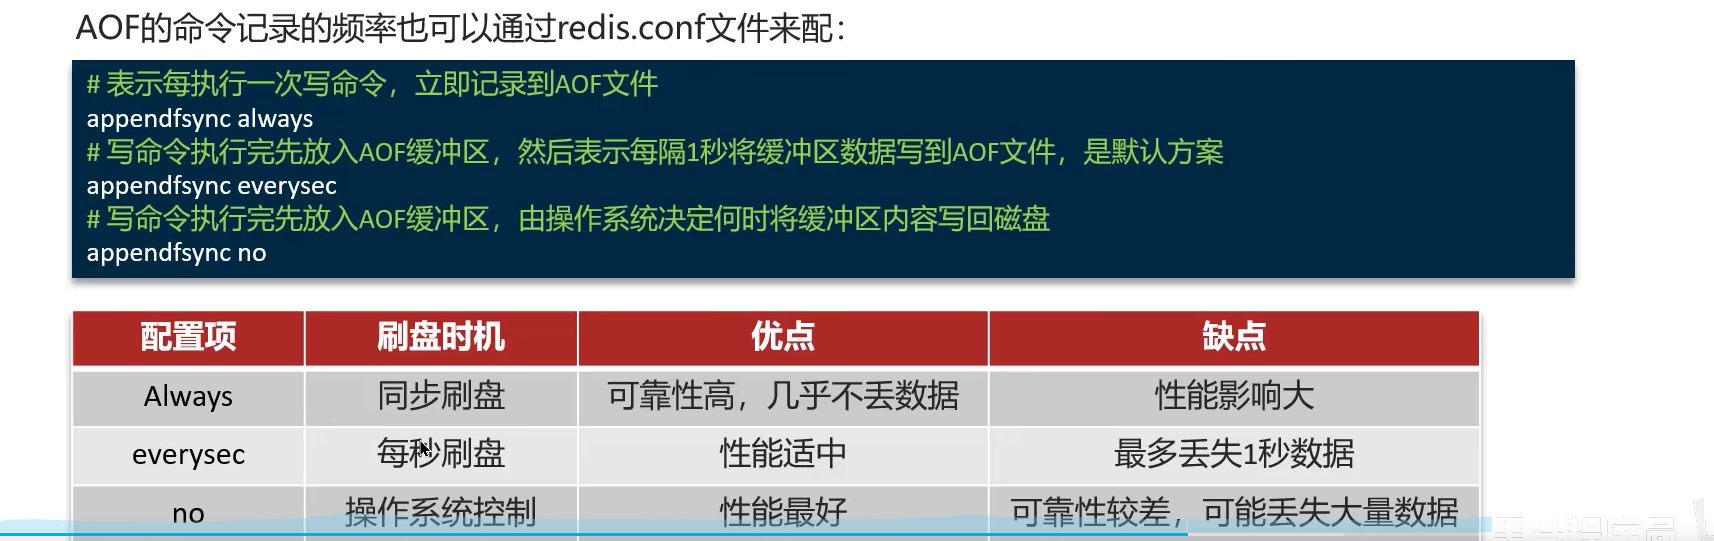 AOF的命令记录的频率也可以通过redis.conf文件来配：
# 表示每执行一次写命令，立即记录到AOF文件
appendfsync always
# 写命令执行完先放入AOF缓冲区，然后表示每隔1秒将缓冲区数据写到AOF文件，是默认方案
appendfsync everysec
# 写命令执行完先放入AOF缓冲区，由操作系统决定何时将缓冲区内容写回磁盘
appendfsync no
配置项 刷盘时机 优点 缺点
Always 同步刷盘 可靠性高，几乎不丢数据 性能影响大
everysec 每秒刷盘 性能适中 最多丢失1秒数据
no 操作系统控制 性能最好 可靠性较差，可能丢失大量数据